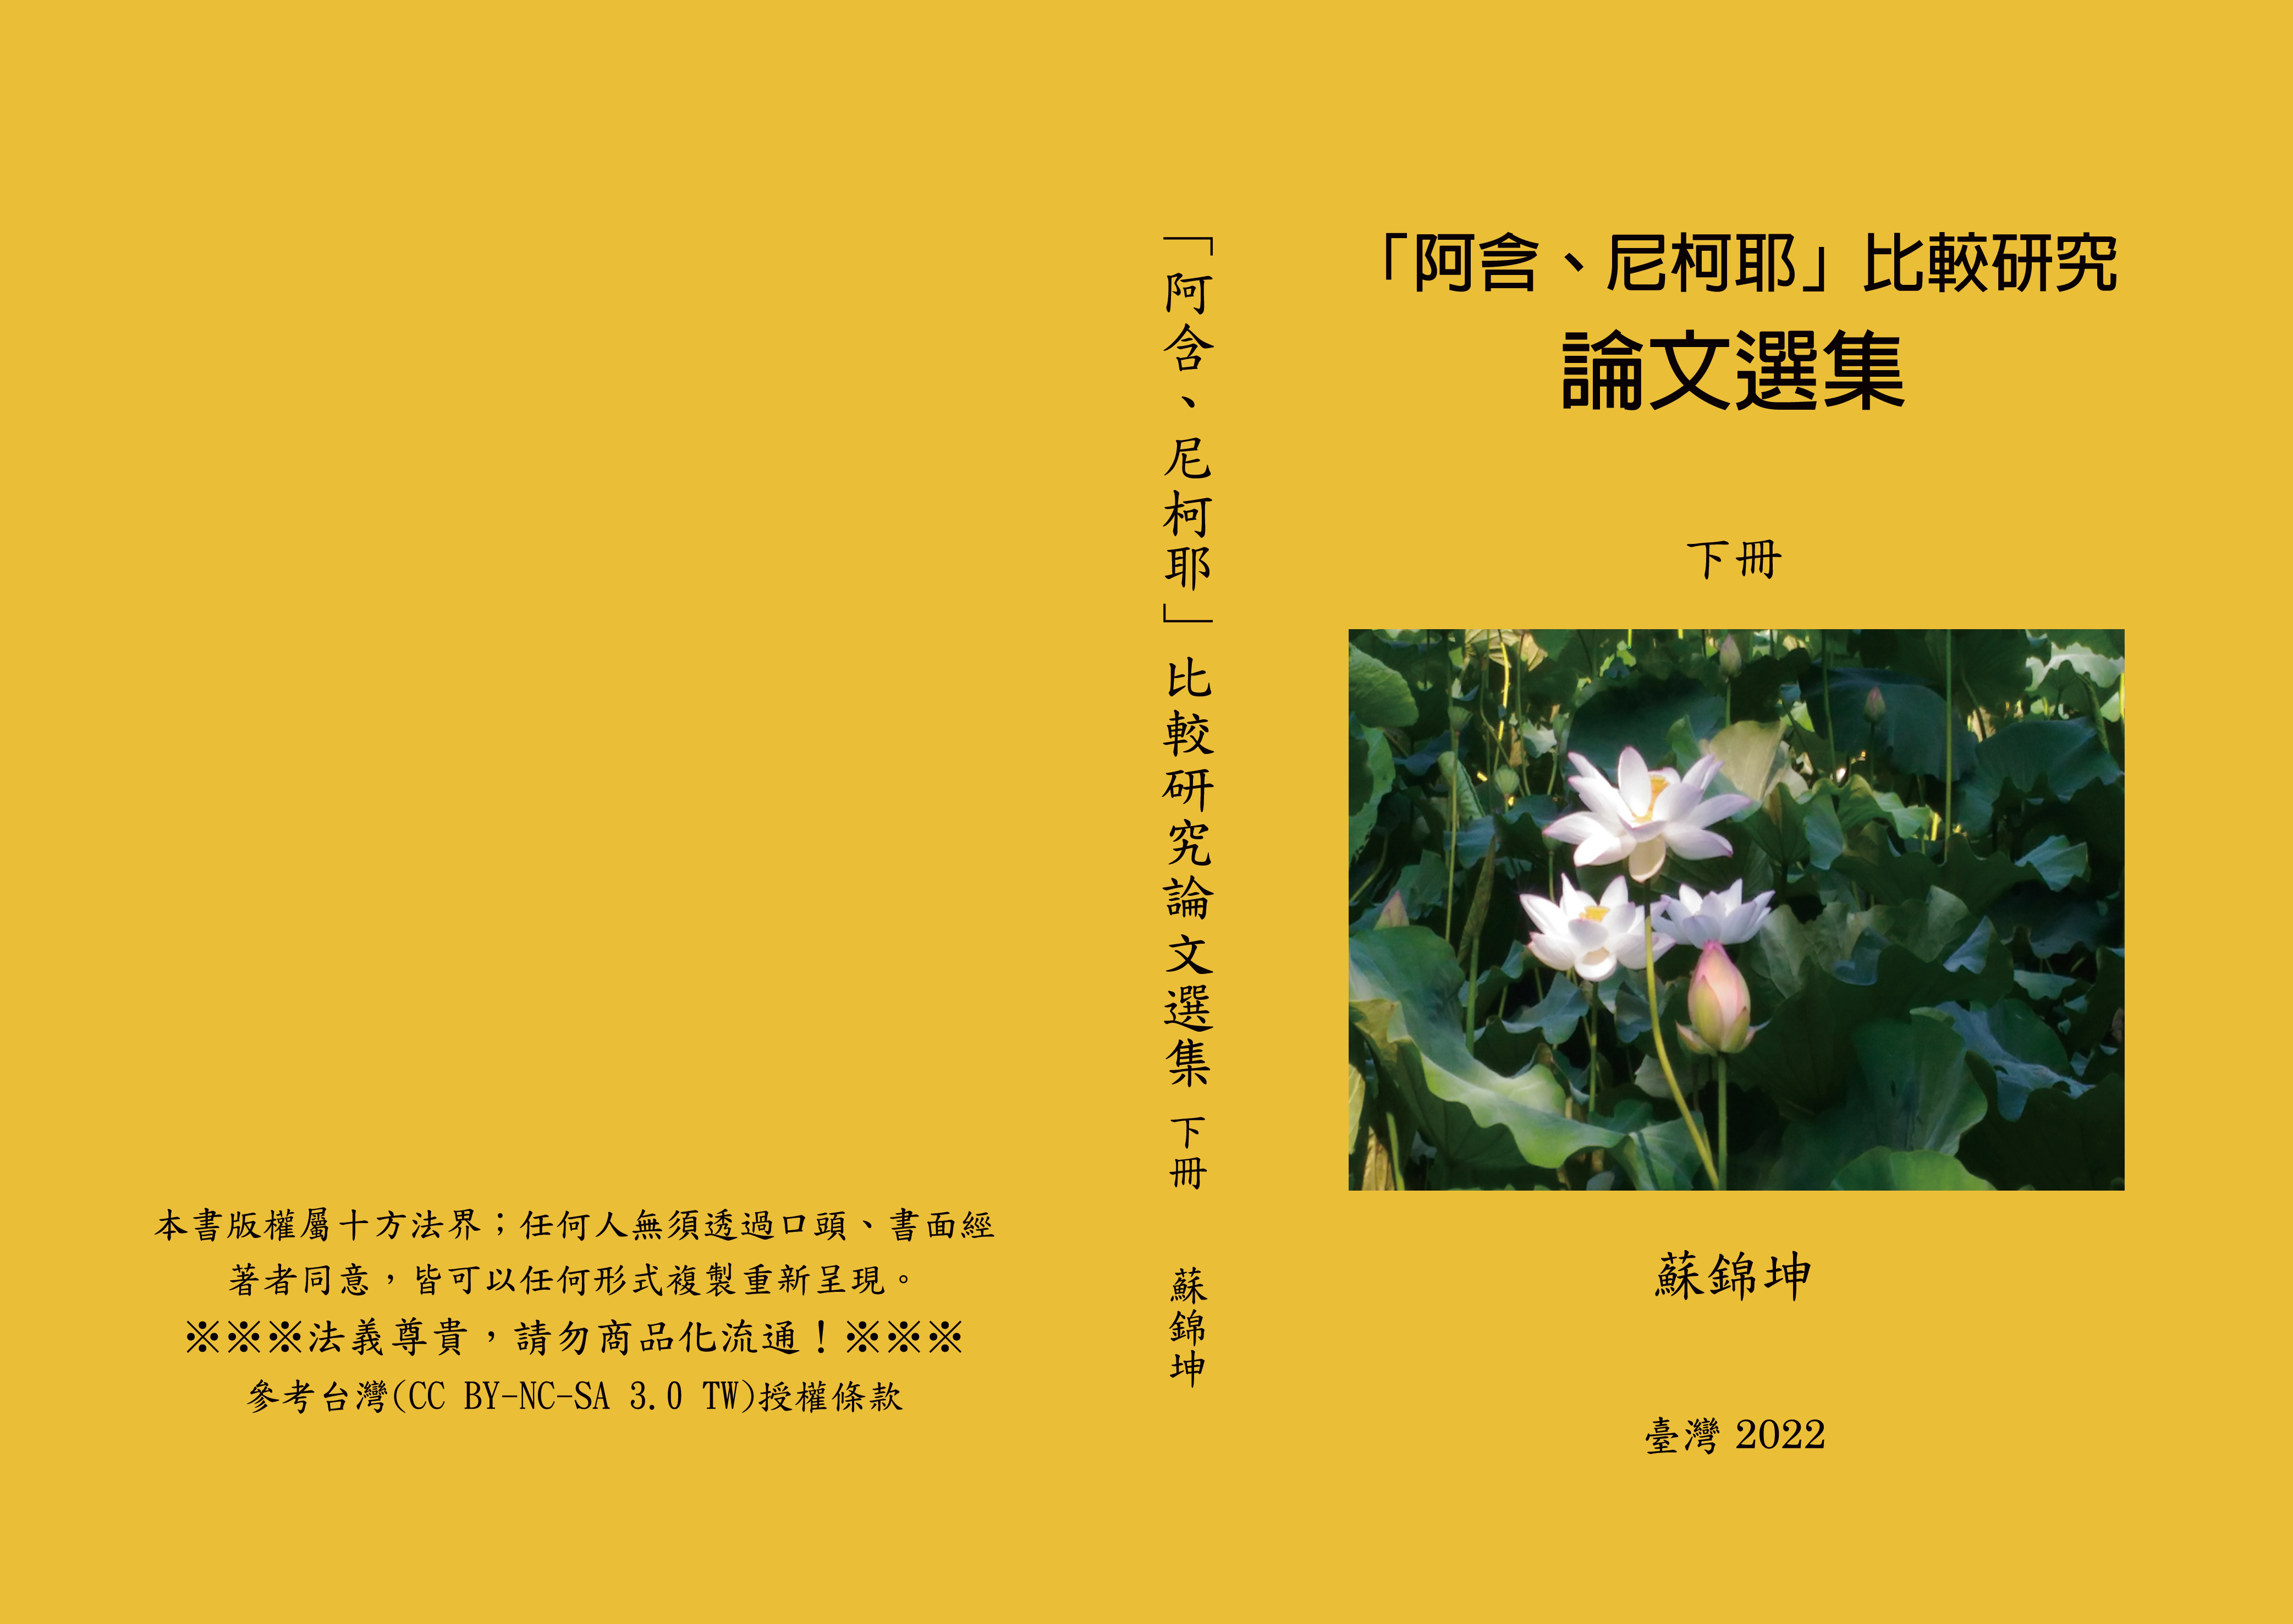 「阿含、尼柯耶」比較研究
論文選集
下冊
蘇錦坤
臺灣 2022
「阿含、尼柯耶」比較研究論文選集 下冊 蘇錦坤
本書版權屬十方法界；任何人無須透過口頭、書面經
著者同意，皆可以任何形式複製重新呈現。
※※※法義尊貴，請勿商品化流通！※※※
參考台灣(CC BY-NC-SA 3.0 TW)授權條款